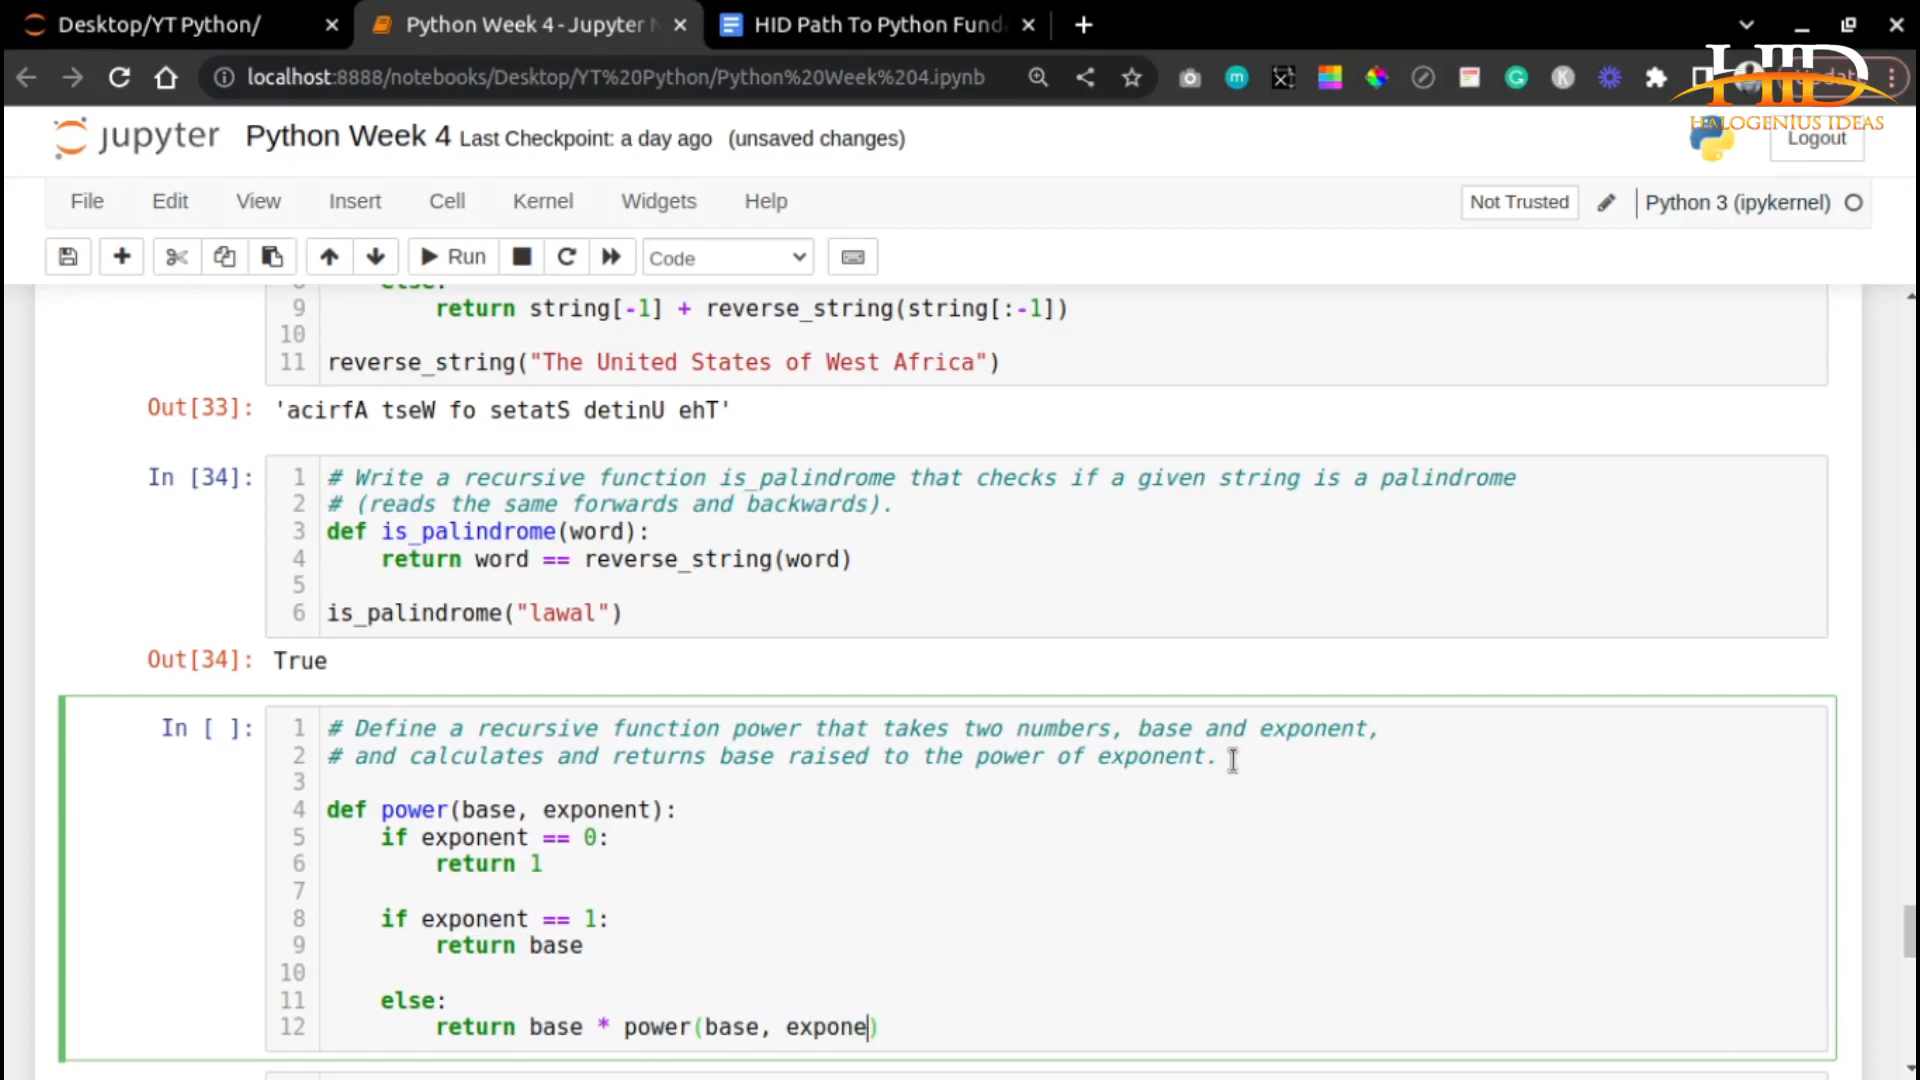 Desktop/YT Python/
Python Week 4 - Jupyter N
HID Path To Python Fund
localhost:8888/notebooks/Desktop/YT%20Python/Python%20Week%204.ipynb
HID
HALOGENIUS IDEAS
jupyter Python Week 4 Last Checkpoint: a day ago (unsaved changes)
Logout
File Edit View Insert Cell Kernel Widgets Help
Not Trusted
Python 3 (ipykernel)
Run
Code
8 else:
9 return string[-1] + reverse_string(string[:-1])
10
11 reverse_string("The United States of West Africa")
Out[33]: 'acirfA tseW fo setatS detinU ehT'
In [34]:
1 # Write a recursive function is_palindrome that checks if a given string is a palindrome
2 # (reads the same forwards and backwards).
3 def is_palindrome(word):
4 return word == reverse_string(word)
5
6 is_palindrome("lawal")
Out[34]: True
In [ ]:
1 # Define a recursive function power that takes two numbers, base and exponent,
2 # and calculates and returns base raised to the power of exponent.
3
4 def power(base, exponent):
5 if exponent == 0:
6 return 1
7
8 if exponent == 1:
9 return base
10
11 else:
12 return base * power(base, expone)